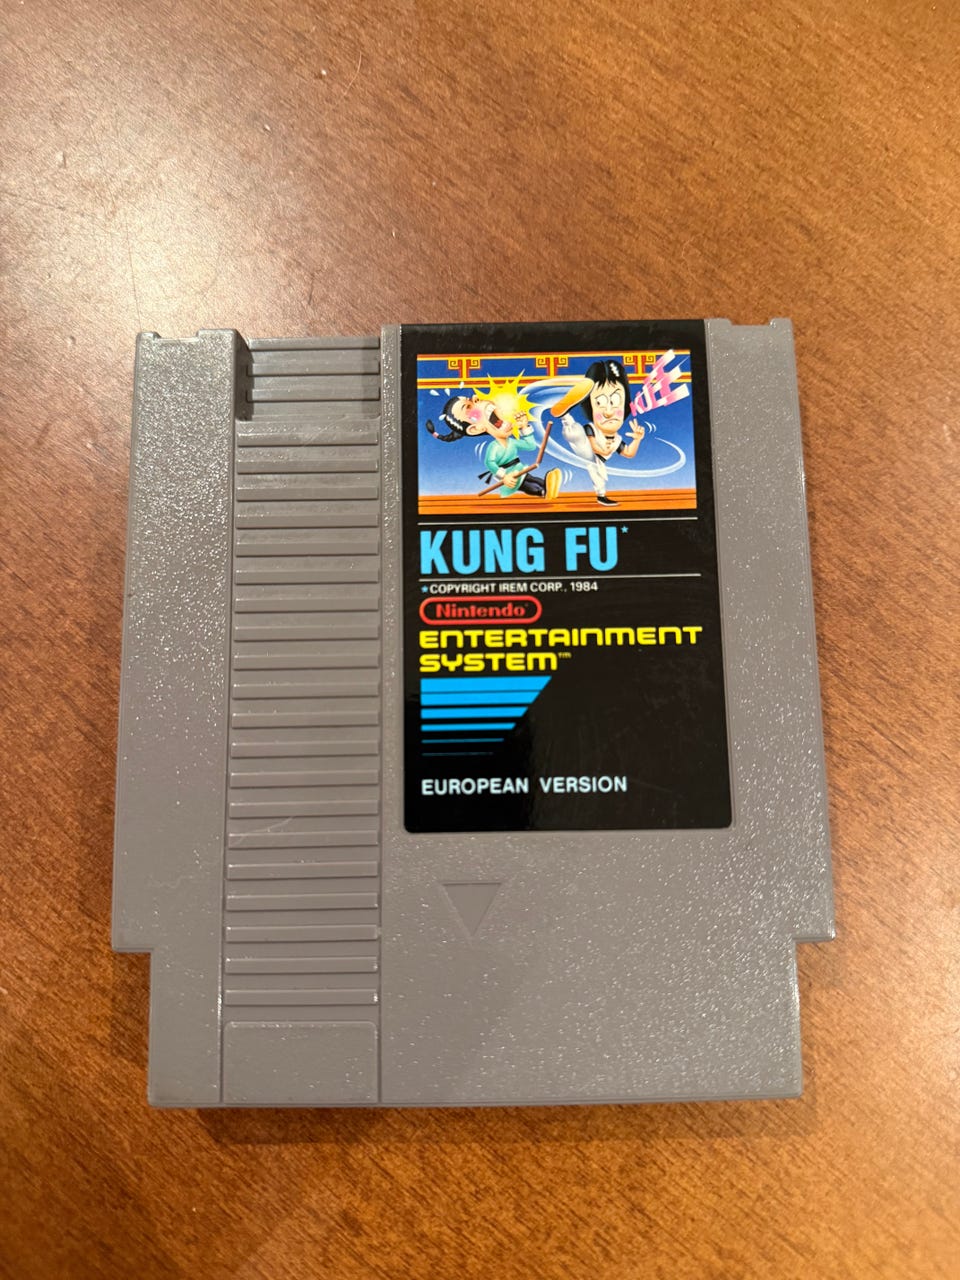 KUNG FU*
*COPYRIGHT IREM CORP., 1984
Nintendo®
ENTERTAINMENT
SYSTEM™
EUROPEAN VERSION